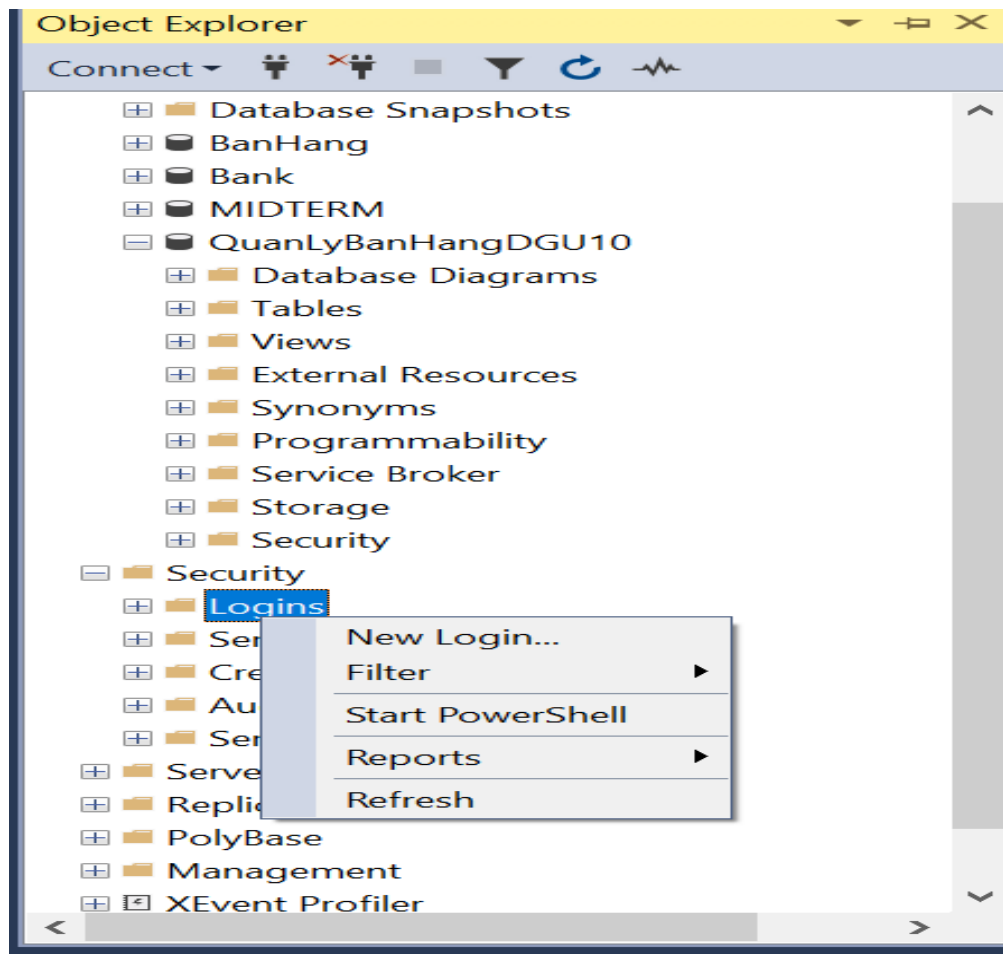 Object Explorer
Connect
Database Snapshots
BanHang
Bank
MIDTERM
QuanLyBanHangDGU10
Database Diagrams
Tables
Views
External Resources
Synonyms
Programmability
Service Broker
Storage
Security
Security
Logins
New Login...
Filter
Start PowerShell
Reports
Refresh
PolyBase
Management
XEvent Profiler